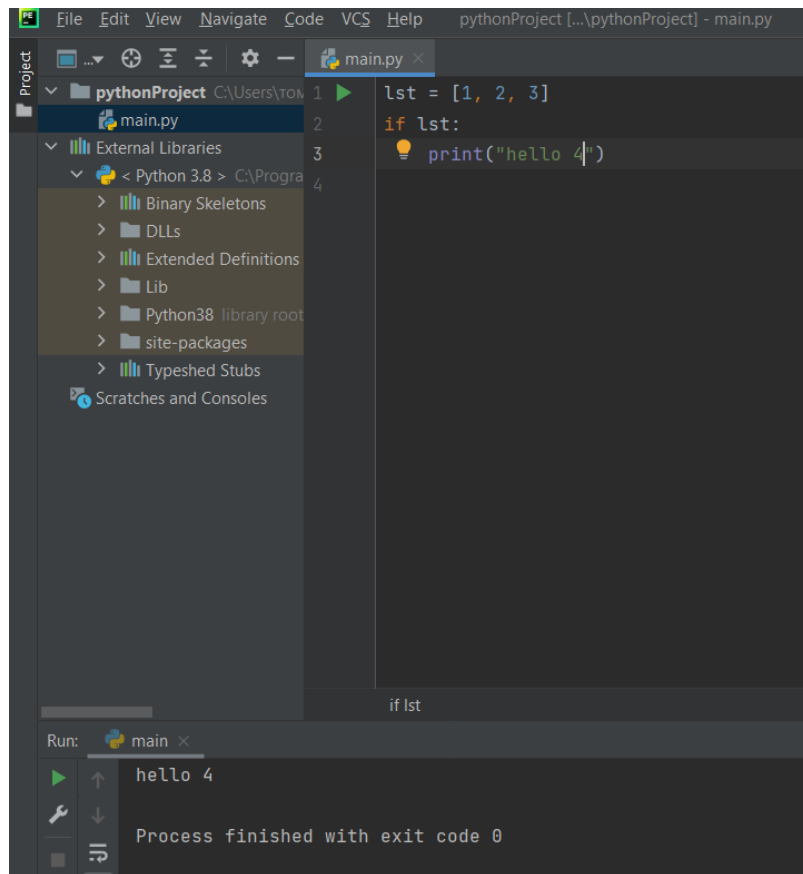 PE File Edit View Navigate Code VCS Help pythonProject [...\pythonProject] - main.py
Project
...
main.py
pythonProject C:\Users\том
main.py
External Libraries
< Python 3.8 > C:\Progra
Binary Skeletons
DLLs
Extended Definitions
Lib
Python38 library root
site-packages
Typeshed Stubs
Scratches and Consoles
1 lst = [1, 2, 3]
2 if lst:
3 print("hello 4")
4
if lst
Run: main
hello 4
Process finished with exit code 0